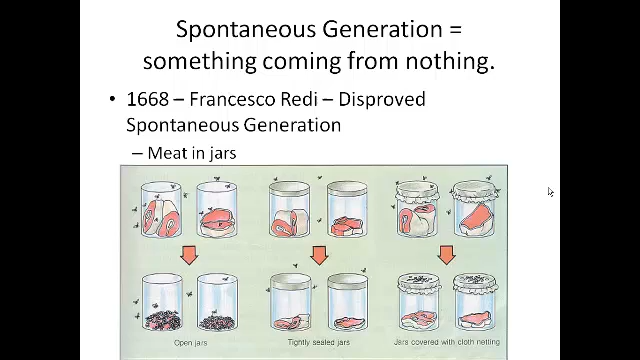 Spontaneous Generation =
something coming from nothing.
• 1668 – Francesco Redi – Disproved
Spontaneous Generation
– Meat in jars
Open jars
Tightly sealed jars
Jars covered with cloth netting